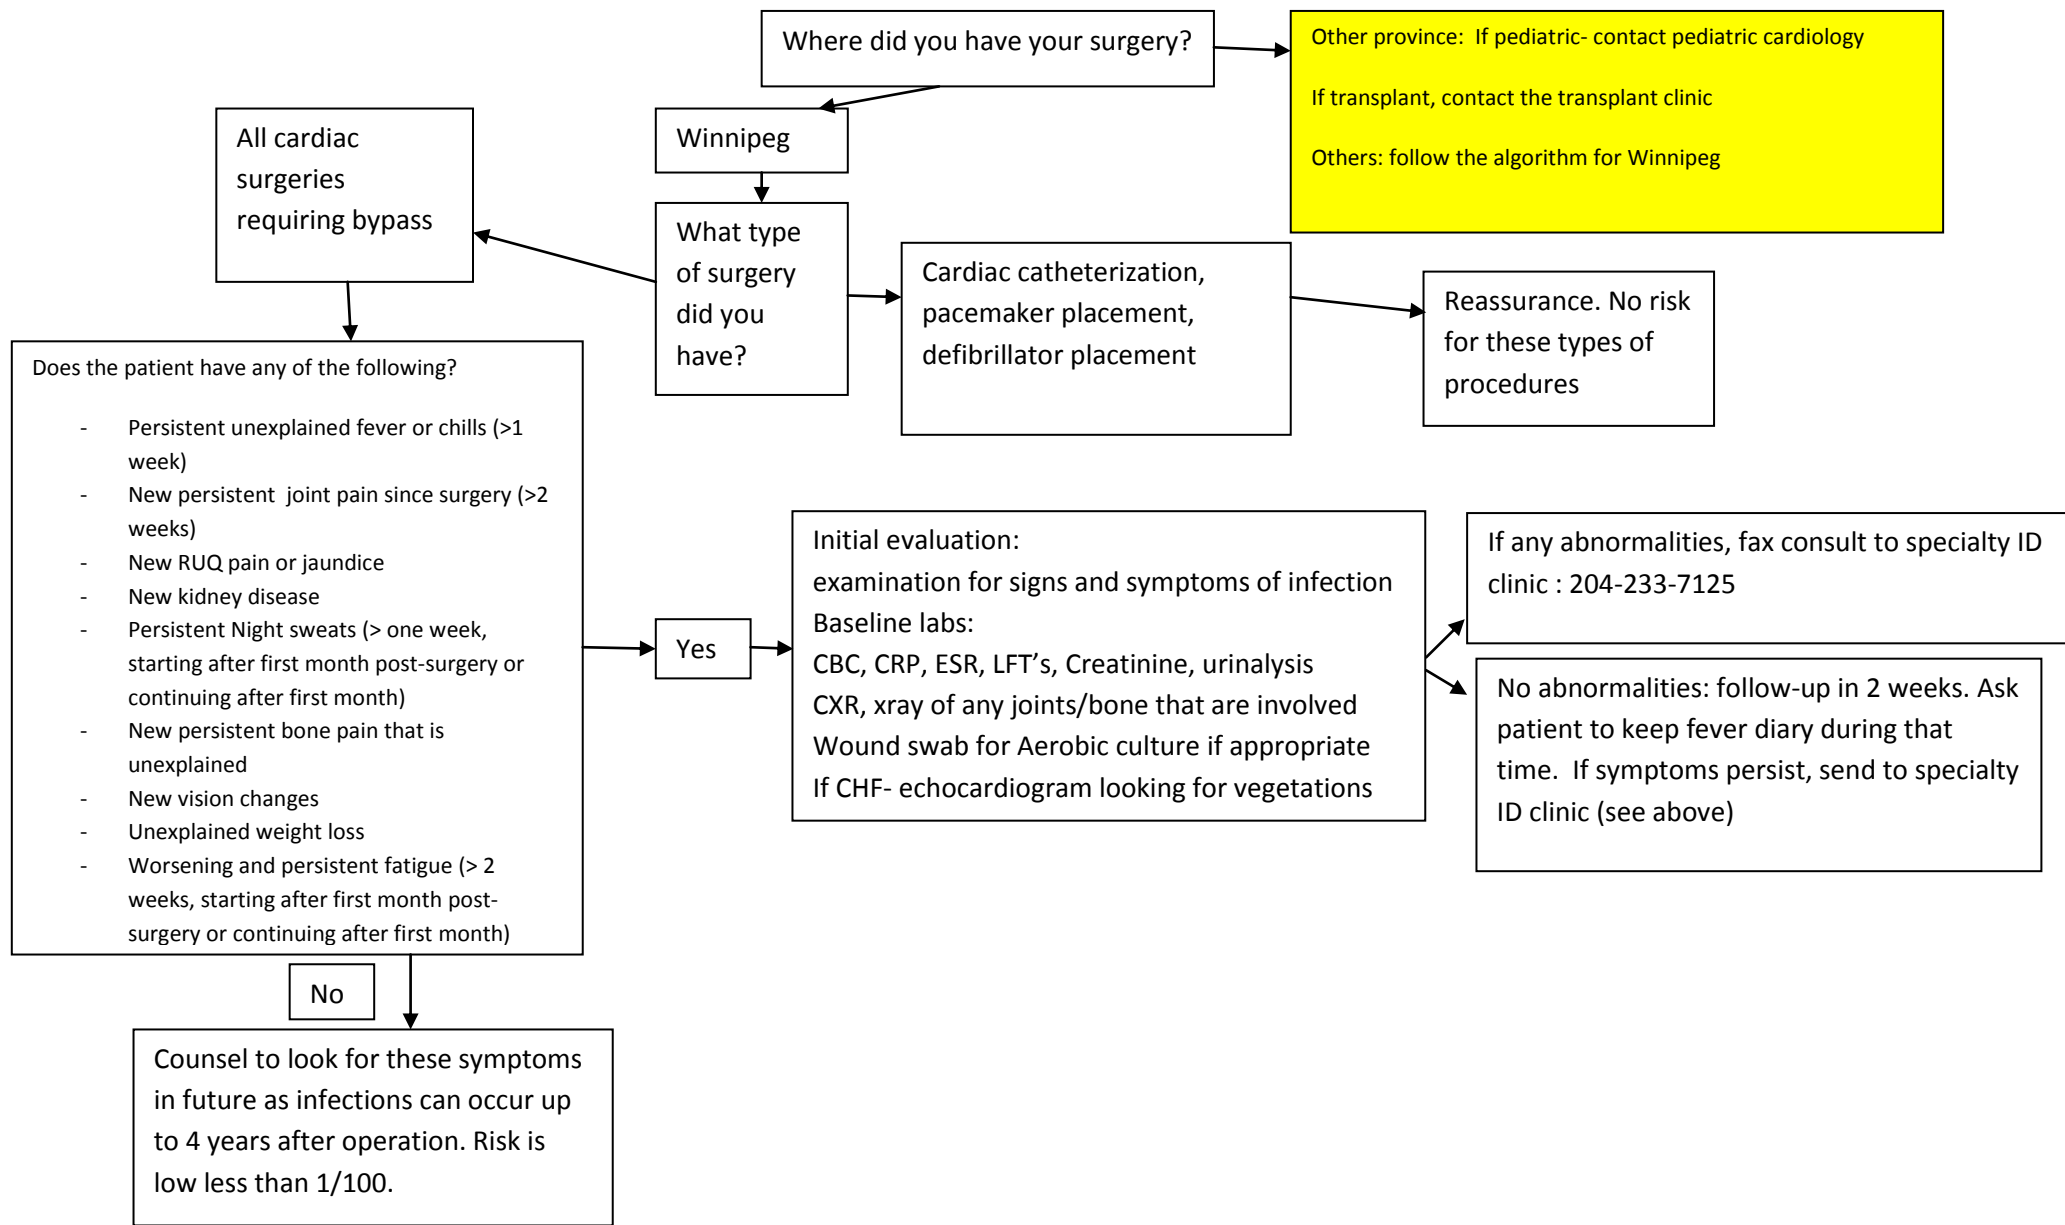 Where did you have your surgery?
Other province:  If pediatric- contact pediatric cardiology
If transplant, contact the transplant clinic
Others: follow the algorithm for Winnipeg
Winnipeg
All cardiac
surgeries
requiring bypass
What type
of surgery
did you
have?
Cardiac catheterization,
pacemaker placement,
defibrillator placement
Reassurance. No risk
for these types of
procedures
Does the patient have any of the following?
- Persistent unexplained fever or chills (>1
week)
- New persistent  joint pain since surgery (>2
weeks)
- New RUQ pain or jaundice
- New kidney disease
- Persistent Night sweats (> one week,
starting after first month post-surgery or
continuing after first month)
- New persistent bone pain that is
unexplained
- New vision changes
- Unexplained weight loss
- Worsening and persistent fatigue (> 2
weeks, starting after first month post-
surgery or continuing after first month)
Yes
Initial evaluation:
examination for signs and symptoms of infection
Baseline labs:
CBC, CRP, ESR, LFT’s, Creatinine, urinalysis
CXR, xray of any joints/bone that are involved
Wound swab for Aerobic culture if appropriate
If CHF- echocardiogram looking for vegetations
If any abnormalities, fax consult to specialty ID
clinic : 204-233-7125
No abnormalities: follow-up in 2 weeks. Ask
patient to keep fever diary during that
time.  If symptoms persist, send to specialty
ID clinic (see above)
No
Counsel to look for these symptoms
in future as infections can occur up
to 4 years after operation. Risk is
low less than 1/100.